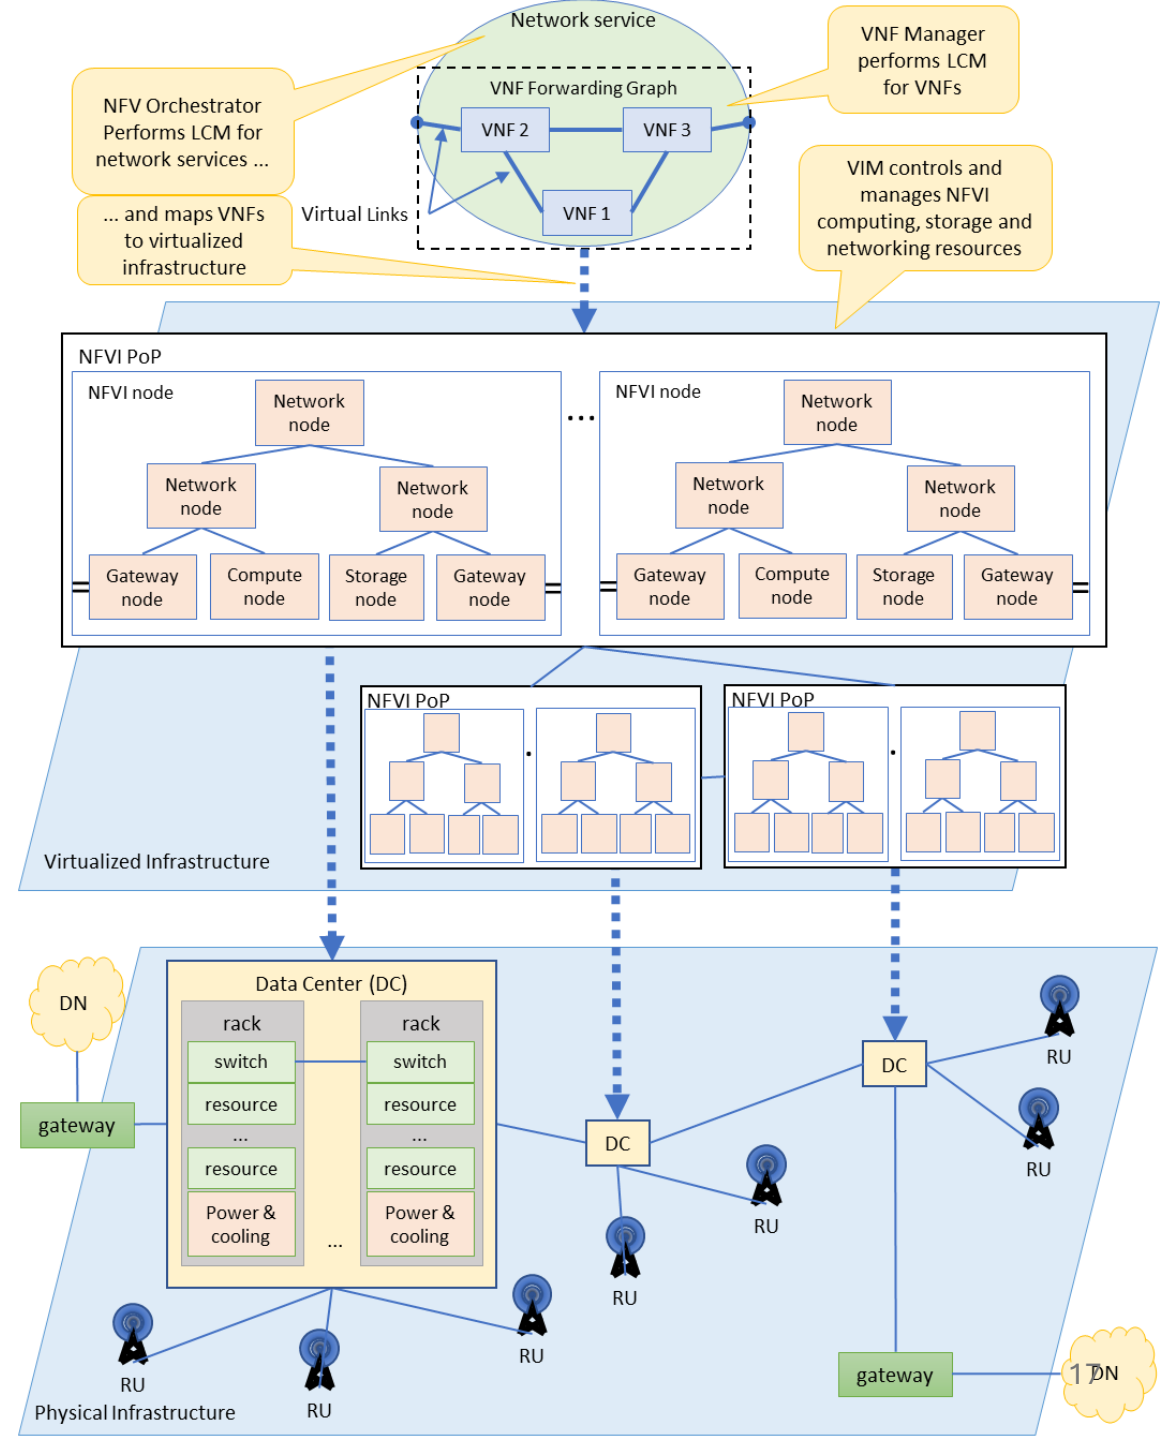 Network service
VNF Manager
performs LCM
for VNFs
NFV Orchestrator
Performs LCM for
network services ...
VNF Forwarding Graph
VNF 2
VNF 3
VNF 1
Virtual Links
... and maps VNFs
to virtualized
infrastructure
VIM controls and
manages NFVI
computing, storage and
networking resources
NFVI PoP
NFVI node
Network
node
Network
node
Network
node
Gateway
node
Compute
node
Storage
node
Gateway
node
...
NFVI node
Network
node
Network
node
Network
node
Gateway
node
Compute
node
Storage
node
Gateway
node
NFVI PoP
.
NFVI PoP
.
Virtualized Infrastructure
DN
gateway
Data Center (DC)
rack
switch
resource
...
resource
Power &
cooling
...
rack
switch
resource
...
resource
Power &
cooling
DC
DC
RU
RU
RU
RU
RU
RU
RU
gateway
DN
17
Physical Infrastructure